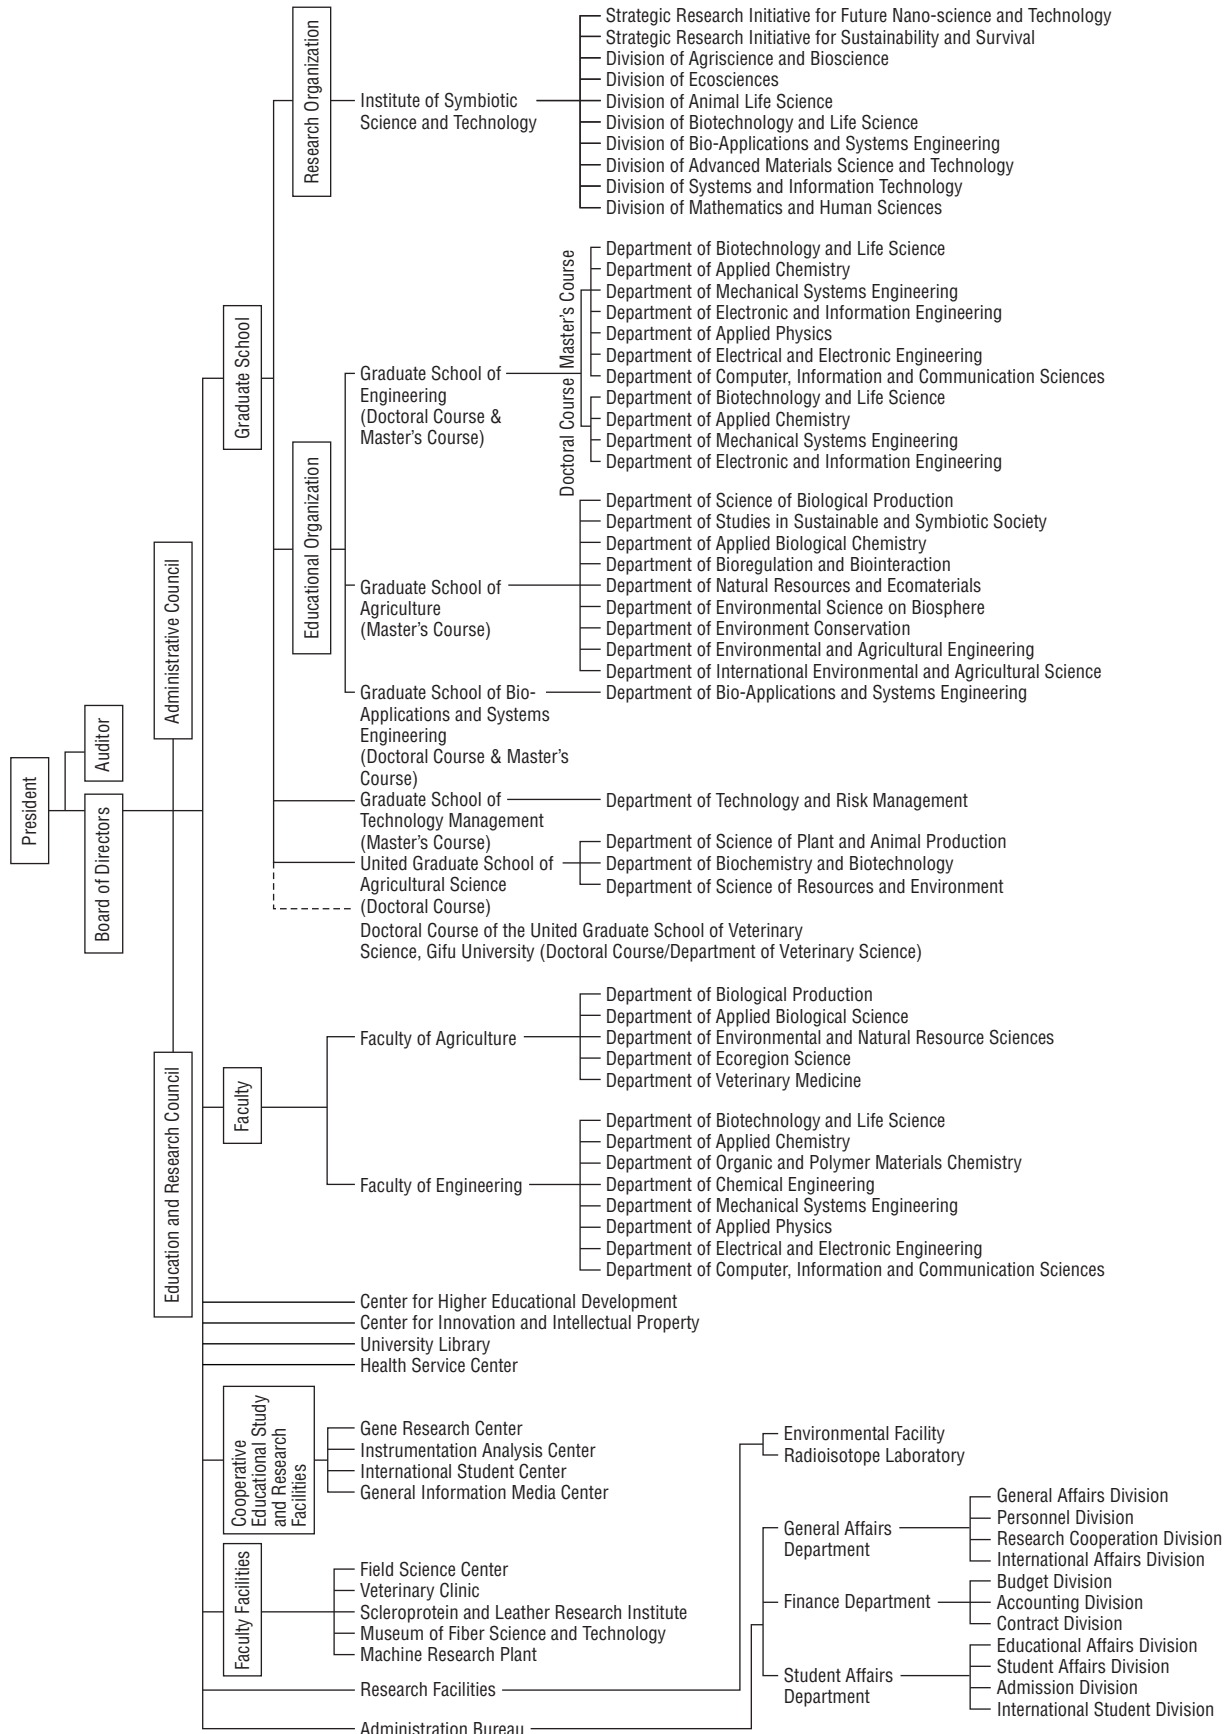 President
Auditor
Board of Directors
Administrative Council
Education and Research Council
Graduate School
Research Organization
Institute of Symbiotic
Science and Technology
Strategic Research Initiative for Future Nano-science and Technology
Strategic Research Initiative for Sustainability and Survival
Division of Agriscience and Bioscience
Division of Ecosciences
Division of Animal Life Science
Division of Biotechnology and Life Science
Division of Bio-Applications and Systems Engineering
Division of Advanced Materials Science and Technology
Division of Systems and Information Technology
Division of Mathematics and Human Sciences
Educational Organization
Graduate School of
Engineering
(Doctoral Course &
Master's Course)
Master's Course
Department of Biotechnology and Life Science
Department of Applied Chemistry
Department of Mechanical Systems Engineering
Department of Electronic and Information Engineering
Department of Applied Physics
Department of Electrical and Electronic Engineering
Department of Computer, Information and Communication Sciences
Doctoral Course
Department of Biotechnology and Life Science
Department of Applied Chemistry
Department of Mechanical Systems Engineering
Department of Electronic and Information Engineering
Graduate School of
Agriculture
(Master's Course)
Department of Science of Biological Production
Department of Studies in Sustainable and Symbiotic Society
Department of Applied Biological Chemistry
Department of Bioregulation and Biointeraction
Department of Natural Resources and Ecomaterials
Department of Environmental Science on Biosphere
Department of Environment Conservation
Department of Environmental and Agricultural Engineering
Department of International Environmental and Agricultural Science
Graduate School of Bio-
Applications and Systems
Engineering
(Doctoral Course & Master's
Course)
Department of Bio-Applications and Systems Engineering
Graduate School of
Technology Management
(Master's Course)
Department of Technology and Risk Management
United Graduate School of
Agricultural Science
(Doctoral Course)
Department of Science of Plant and Animal Production
Department of Biochemistry and Biotechnology
Department of Science of Resources and Environment
Doctoral Course of the United Graduate School of Veterinary
Science, Gifu University (Doctoral Course/Department of Veterinary Science)
Faculty
Faculty of Agriculture
Department of Biological Production
Department of Applied Biological Science
Department of Environmental and Natural Resource Sciences
Department of Ecoregion Science
Department of Veterinary Medicine
Faculty of Engineering
Department of Biotechnology and Life Science
Department of Applied Chemistry
Department of Organic and Polymer Materials Chemistry
Department of Chemical Engineering
Department of Mechanical Systems Engineering
Department of Applied Physics
Department of Electrical and Electronic Engineering
Department of Computer, Information and Communication Sciences
Center for Higher Educational Development
Center for Innovation and Intellectual Property
University Library
Health Service Center
Cooperative
Educational Study
and Research
Facilities
Gene Research Center
Instrumentation Analysis Center
International Student Center
General Information Media Center
Faculty Facilities
Field Science Center
Veterinary Clinic
Scleroprotein and Leather Research Institute
Museum of Fiber Science and Technology
Machine Research Plant
Research Facilities
Environmental Facility
Radioisotope Laboratory
Administration Bureau
General Affairs
Department
General Affairs Division
Personnel Division
Research Cooperation Division
International Affairs Division
Finance Department
Budget Division
Accounting Division
Contract Division
Student Affairs
Department
Educational Affairs Division
Student Affairs Division
Admission Division
International Student Division